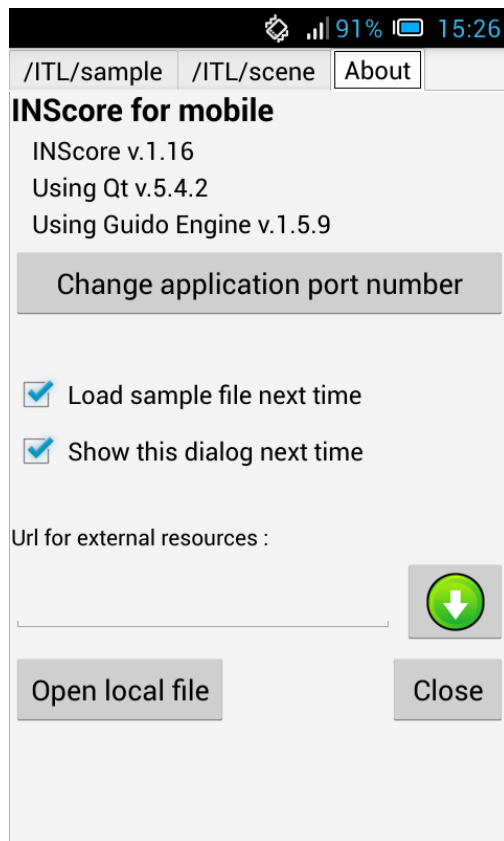 91% 15:26
/ITL/sample /ITL/scene About
INScore for mobile
INScore v.1.16
Using Qt v.5.4.2
Using Guido Engine v.1.5.9
Change application port number
Load sample file next time
Show this dialog next time
Url for external resources :
Open local file Close